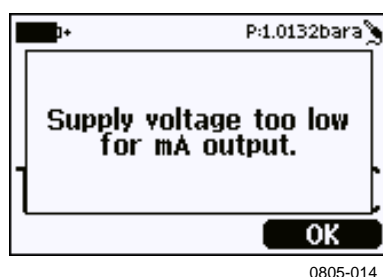 P:1.0132bara
Supply voltage too low
for mA output.
OK
0805-014